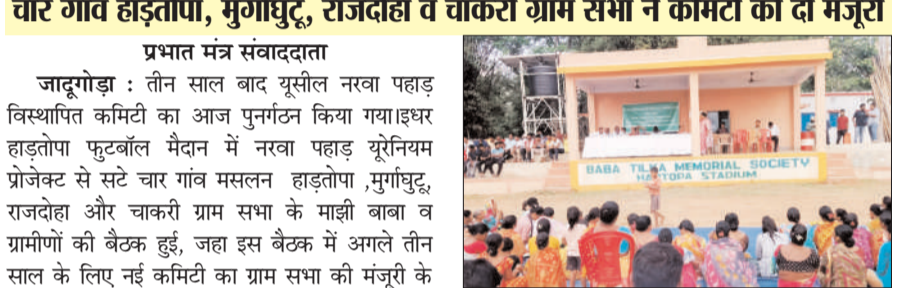 चार गांव हाड़तोपा, मुर्गाघुटू, राजदोहा व चाकरी ग्राम सभा ने कमिटी को दी मंजूरी
प्रभात मंत्र संवाददाता
जादूगोड़ा : तीन साल बाद यूसील नरवा पहाड़
विस्थापित कमिटी का आज पुनर्गठन किया गया।इधर
हाड़तोपा फुटबॉल मैदान में नरवा पहाड़ यूरेनियम
प्रोजेक्ट से सटे चार गांव मसलन हाड़तोपा ,मुर्गाघुटू,
राजदोहा और चाकरी ग्राम सभा के माझी बाबा व
ग्रामीणों की बैठक हुई, जहा इस बैठक में अगले तीन
साल के लिए नई कमिटी का ग्राम सभा की मंजूरी के
BABA TILKA MEMORIAL SOCIETY
HARTOPA STADIUM